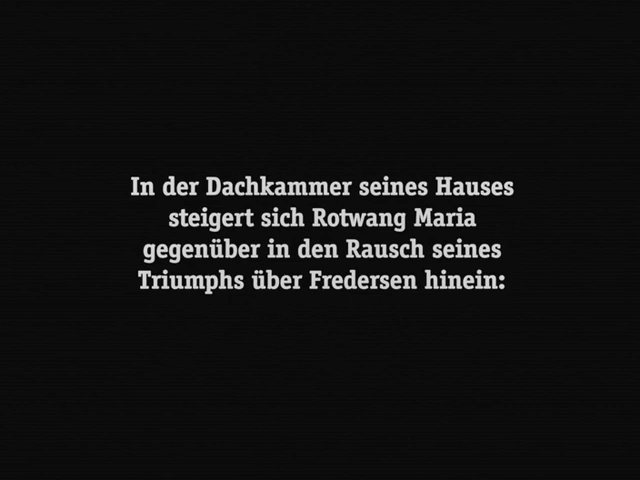 In der Dachkammer seines Hauses
steigert sich Rotwang Maria
gegenüber in den Rausch seines
Triumphs über Fredersen hinein: